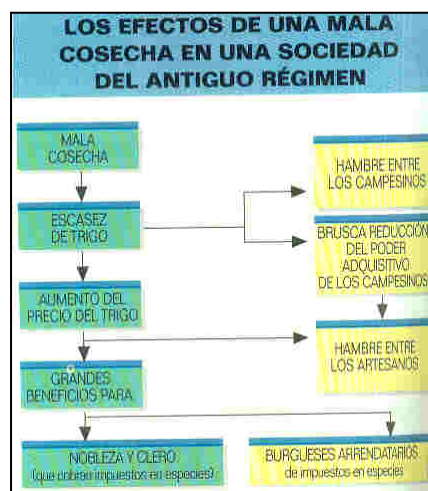 LOS EFECTOS DE UNA MALA
COSECHA EN UNA SOCIEDAD
DEL ANTIGUO RÉGIMEN
MALA
COSECHA
ESCASEZ
DE TRIGO
AUMENTO DEL
PRECIO DEL TRIGO
GRANDES
BENEFICIOS PARA
NOBLEZA Y CLERO
(que cobran impuestos en especies)
HAMBRE ENTRE
LOS CAMPESINOS
BRUSCA REDUCCIÓN
DEL PODER
ADQUISITIVO
DE LOS CAMPESINOS
HAMBRE ENTRE
LOS ARTESANOS
BURGUESES ARRENDATARIOS
de impuestos en especies